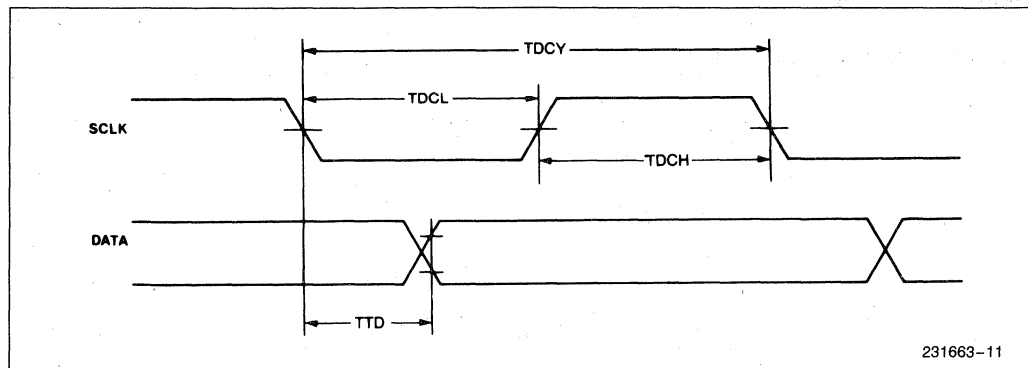 TDCY
TDCL
SCLK
TDCH
DATA
TTD
231663-11